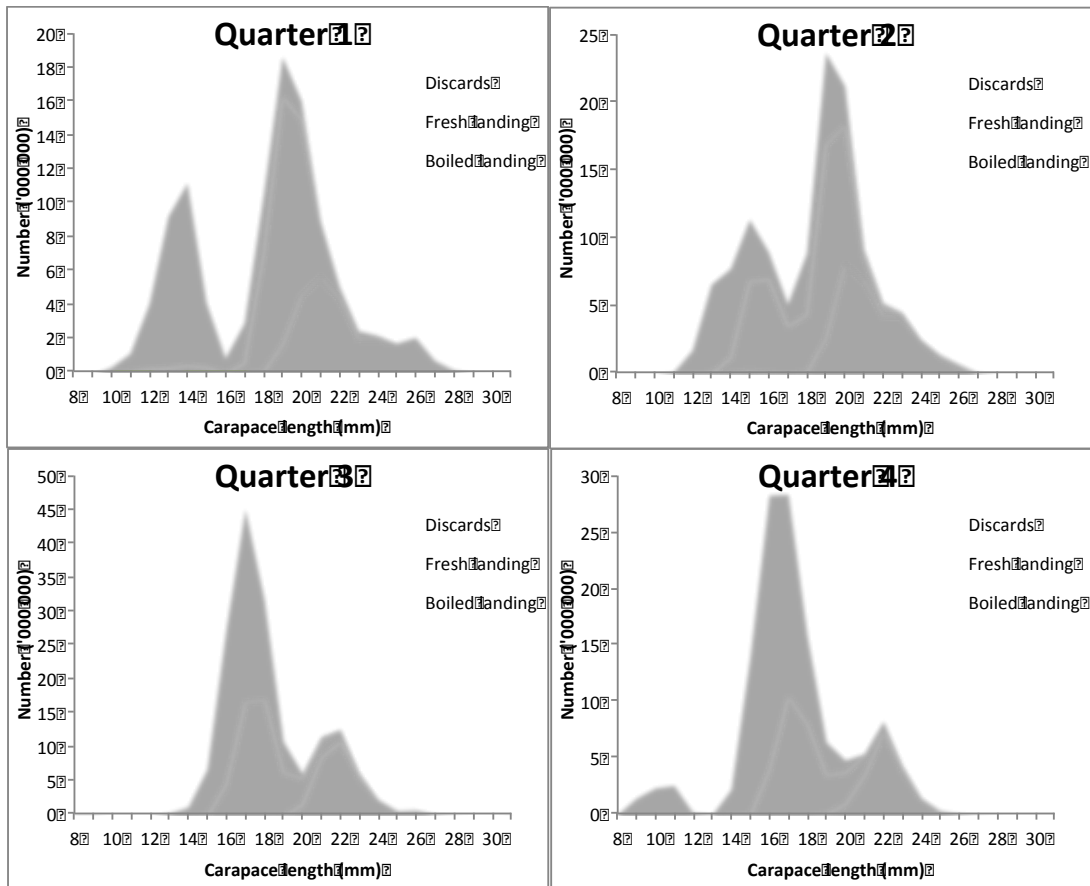 Quarter 1
20
18
16
14
12
10
8
6
4
2
0
Number ('000 000)
Discards
Fresh landing
Boiled landing
8 10 12 14 16 18 20 22 24 26 28 30
Carapace length (mm)
Quarter 2
25
20
15
10
5
0
Number ('000 000)
Discards
Fresh landing
Boiled landing
8 10 12 14 16 18 20 22 24 26 28 30
Carapace length (mm)
Quarter 3
50
45
40
35
30
25
20
15
10
5
0
Number ('000 000)
Discards
Fresh landing
Boiled landing
8 10 12 14 16 18 20 22 24 26 28 30
Carapace length (mm)
Quarter 4
30
25
20
15
10
5
0
Number ('000 000)
Discards
Fresh landing
Boiled landing
8 10 12 14 16 18 20 22 24 26 28 30
Carapace length (mm)